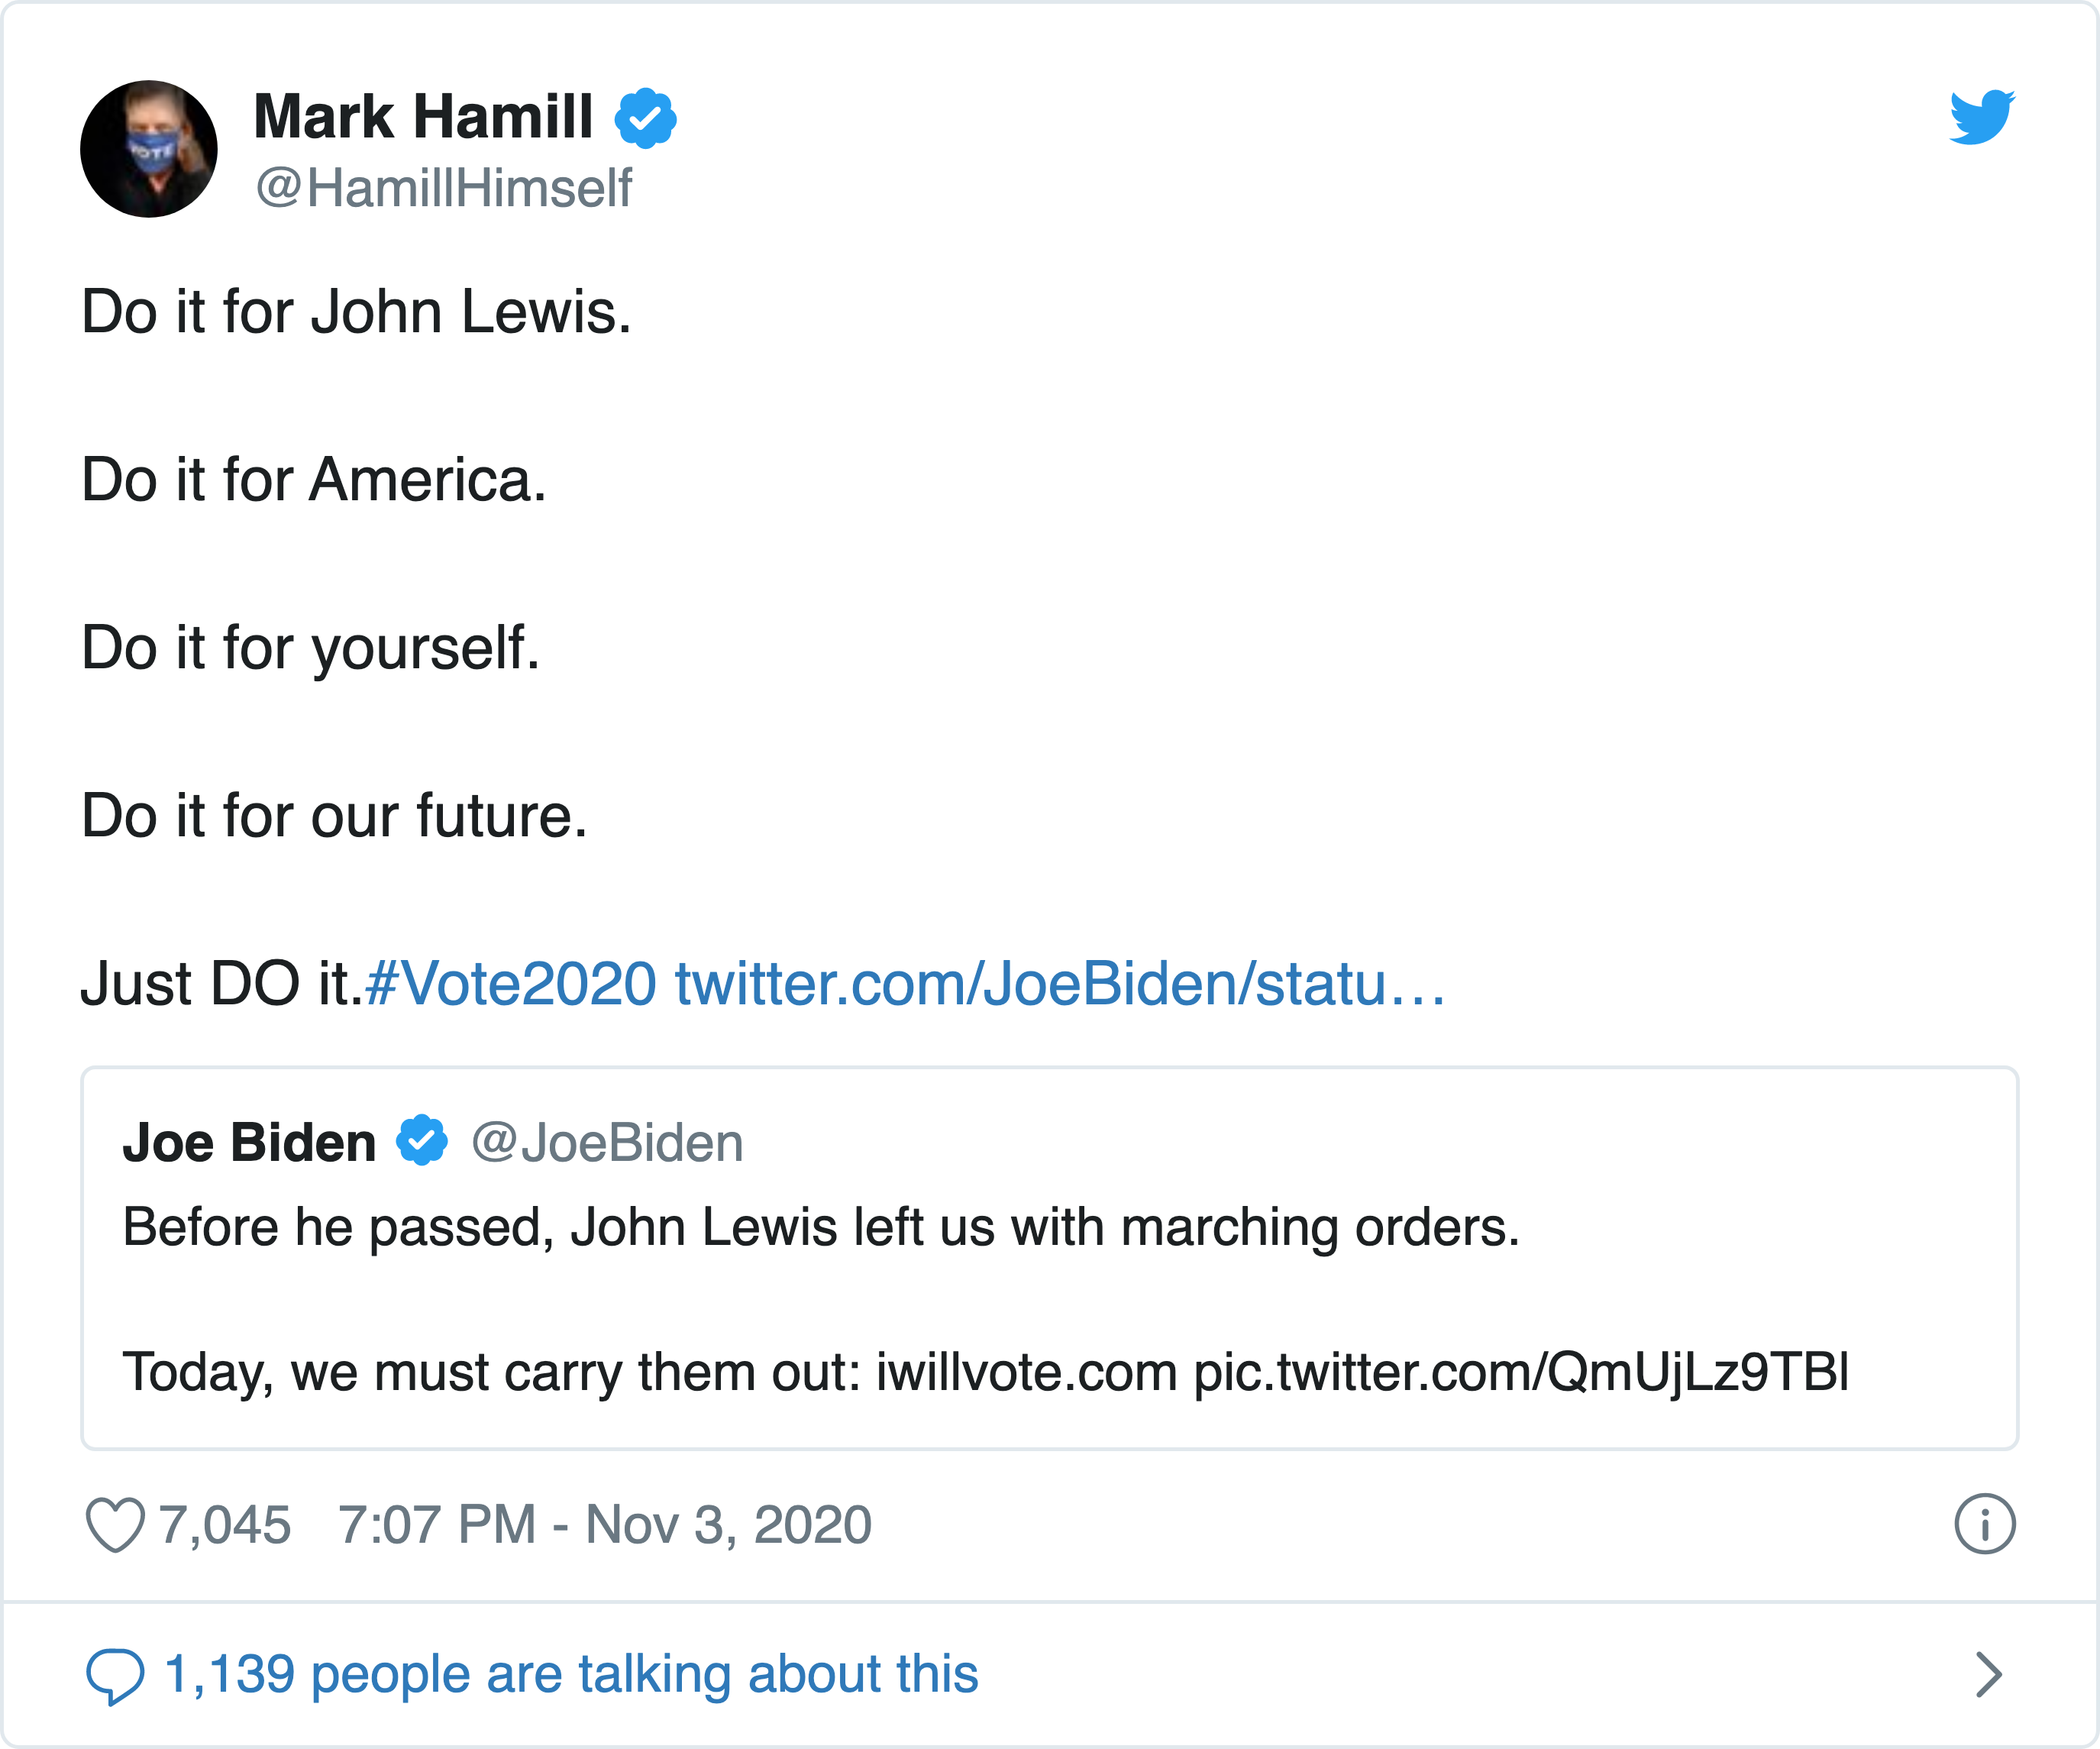 VOTE
Mark Hamill
@HamillHimself
Do it for John Lewis.
Do it for America.
Do it for yourself.
Do it for our future.
Just DO it.#Vote2020 twitter.com/JoeBiden/statu…
Joe Biden @JoeBiden
Before he passed, John Lewis left us with marching orders.
Today, we must carry them out: iwillvote.com pic.twitter.com/QmUjLz9TBl
7,045 7:07 PM - Nov 3, 2020
1,139 people are talking about this